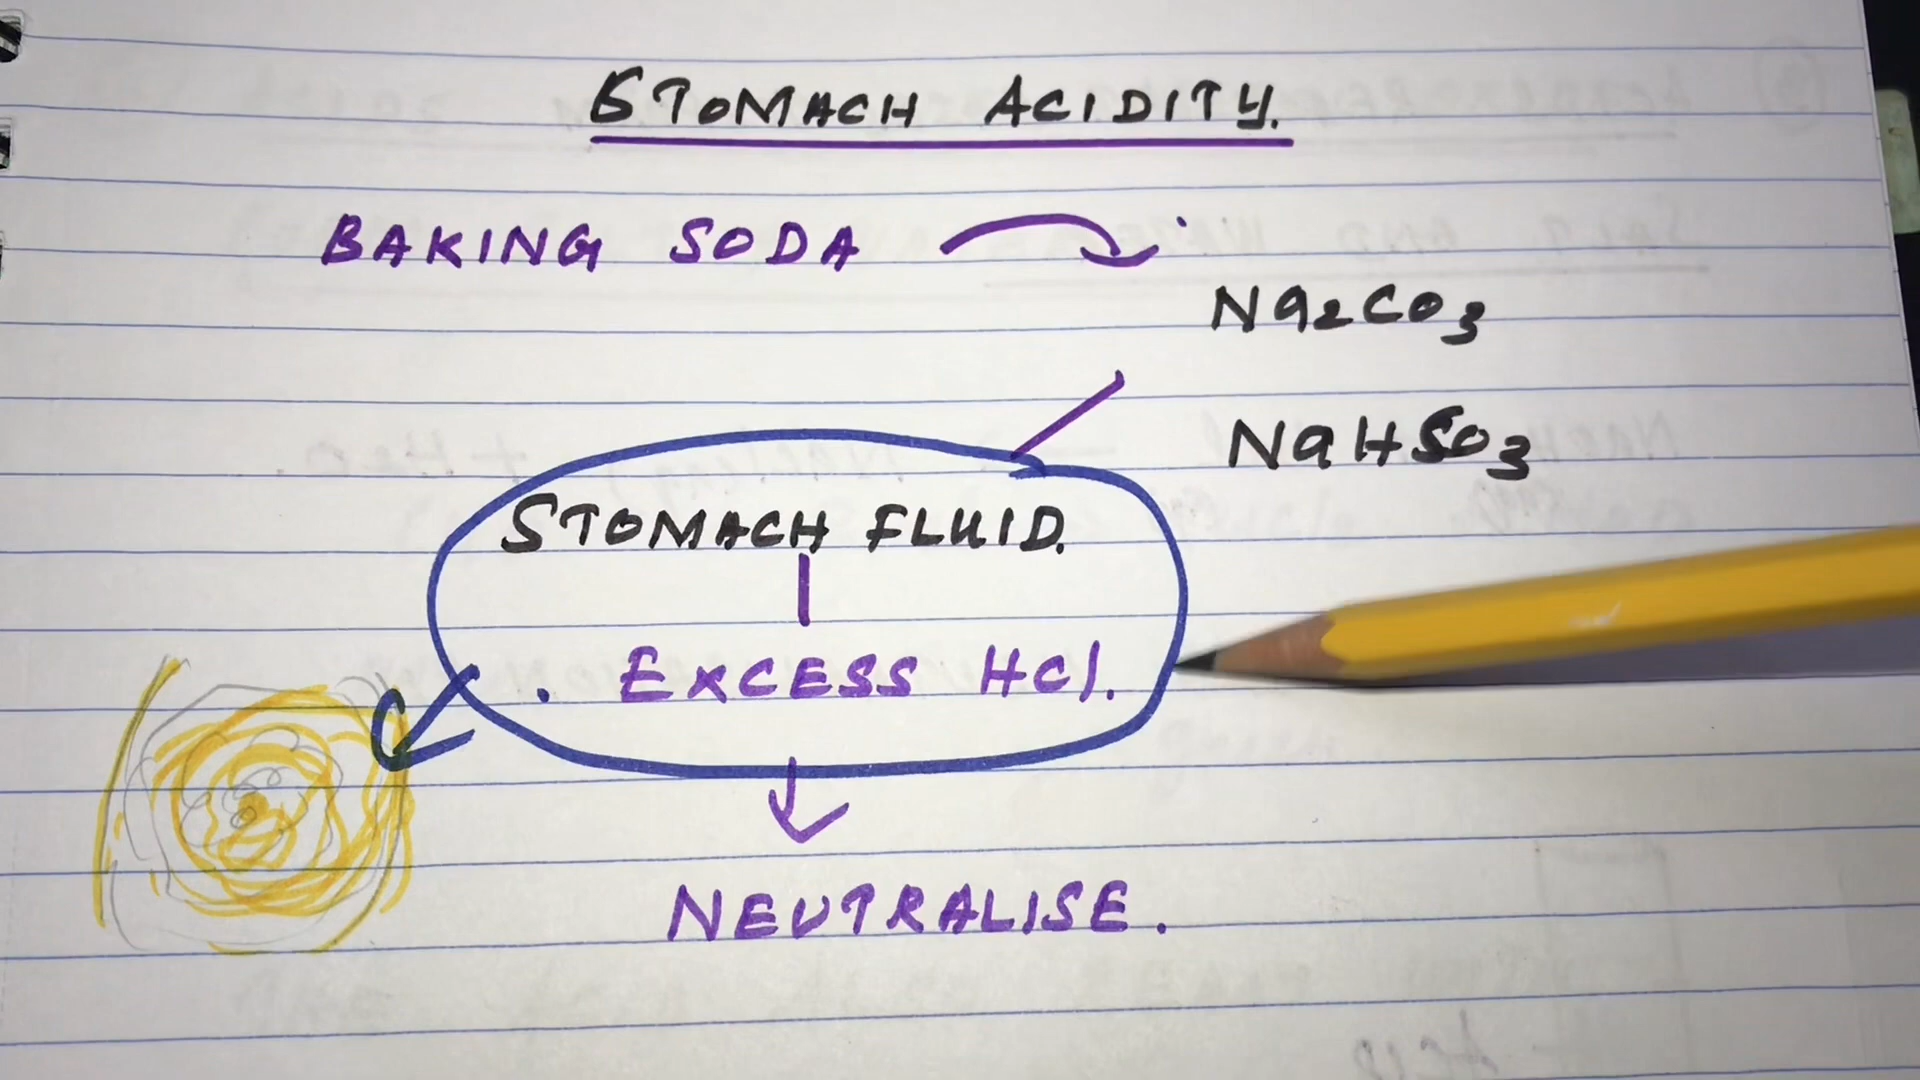 STOMACH ACIDITY.
BAKING SODA
Na2CO3
NaHSO3
STOMACH FLUID.
. EXCESS HCl.
NEUTRALISE.